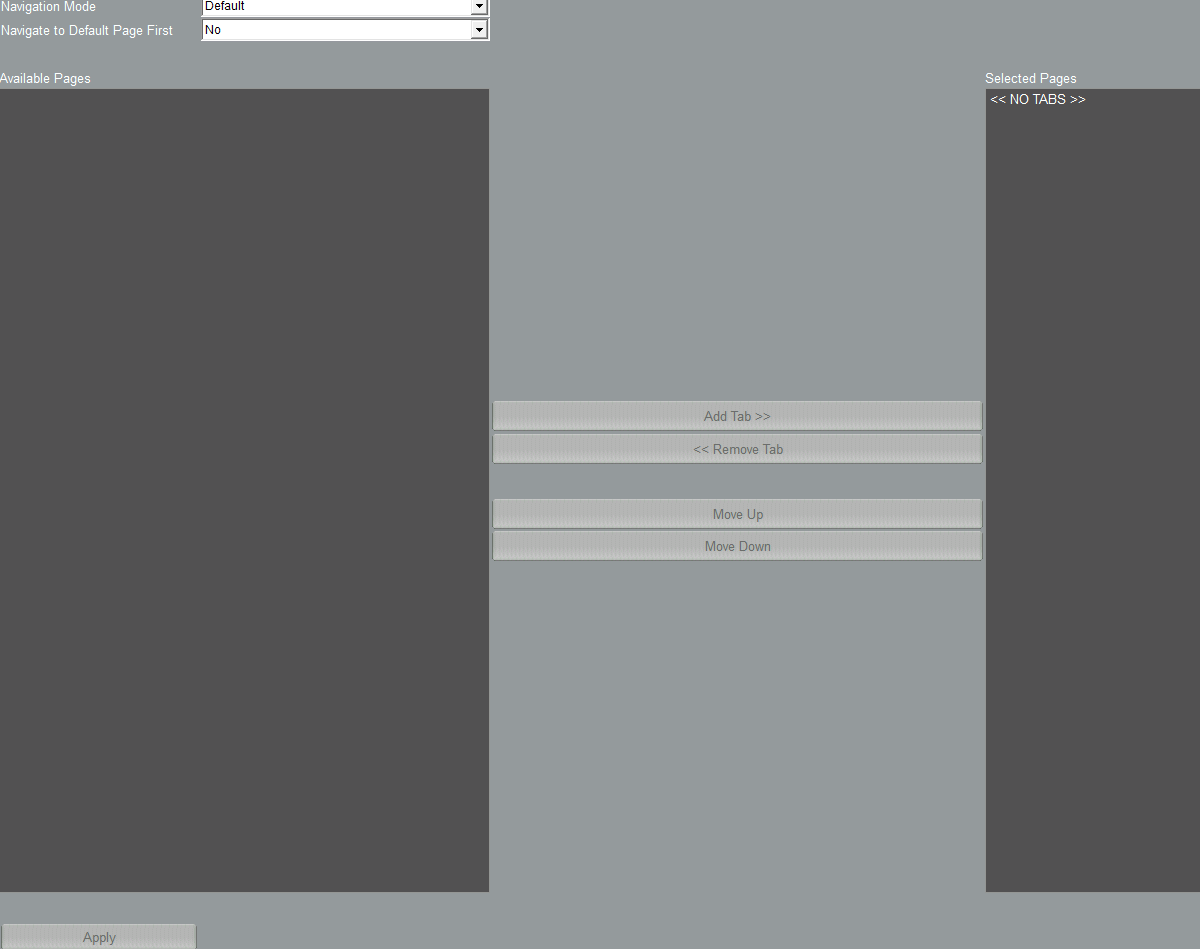 Navigation Mode
Default
Navigate to Default Page First
No
Available Pages
Selected Pages
<< NO TABS >>
Add Tab >>
<< Remove Tab
Move Up
Move Down
Apply